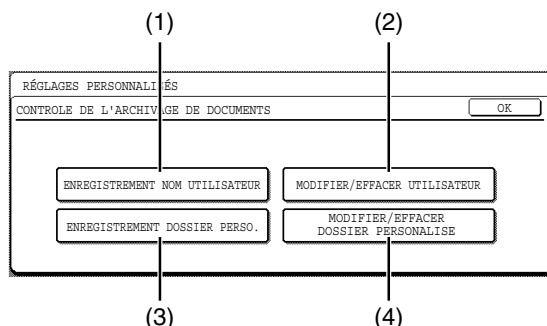 (1) (2)
RÉGLAGES PERSONNALISÉS
CONTROLE DE L'ARCHIVAGE DE DOCUMENTS OK
ENREGISTREMENT NOM UTILISATEUR MODIFIER/EFFACER UTILISATEUR
ENREGISTREMENT DOSSIER PERSO. MODIFIER/EFFACER
DOSSIER PERSONALISE
(3) (4)